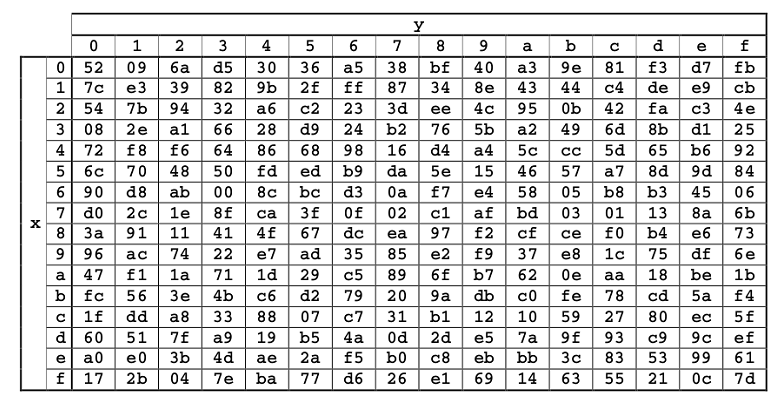 y
0 1 2 3 4 5 6 7 8 9 a b c d e f
0 52 09 6a d5 30 36 a5 38 bf 40 a3 9e 81 f3 d7 fb
1 7c e3 39 82 9b 2f ff 87 34 8e 43 44 c4 de e9 cb
2 54 7b 94 32 a6 c2 23 3d ee 4c 95 0b 42 fa c3 4e
3 08 2e a1 66 28 d9 24 b2 76 5b a2 49 6d 8b d1 25
4 72 f8 f6 64 86 68 98 16 d4 a4 5c cc 5d 65 b6 92
5 6c 70 48 50 fd ed b9 da 5e 15 46 57 a7 8d 9d 84
6 90 d8 ab 00 8c bc d3 0a f7 e4 58 05 b8 b3 45 06
x 7 d0 2c 1e 8f ca 3f 0f 02 c1 af bd 03 01 13 8a 6b
8 3a 91 11 41 4f 67 dc ea 97 f2 cf ce f0 b4 e6 73
9 96 ac 74 22 e7 ad 35 85 e2 f9 37 e8 1c 75 df 6e
a 47 f1 1a 71 1d 29 c5 89 6f b7 62 0e aa 18 be 1b
b fc 56 3e 4b c6 d2 79 20 9a db c0 fe 78 cd 5a f4
c 1f dd a8 33 88 07 c7 31 b1 12 10 59 27 80 ec 5f
d 60 51 7f a9 19 b5 4a 0d 2d e5 7a 9f 93 c9 9c ef
e a0 e0 3b 4d ae 2a f5 b0 c8 eb bb 3c 83 53 99 61
f 17 2b 04 7e ba 77 d6 26 e1 69 14 63 55 21 0c 7d